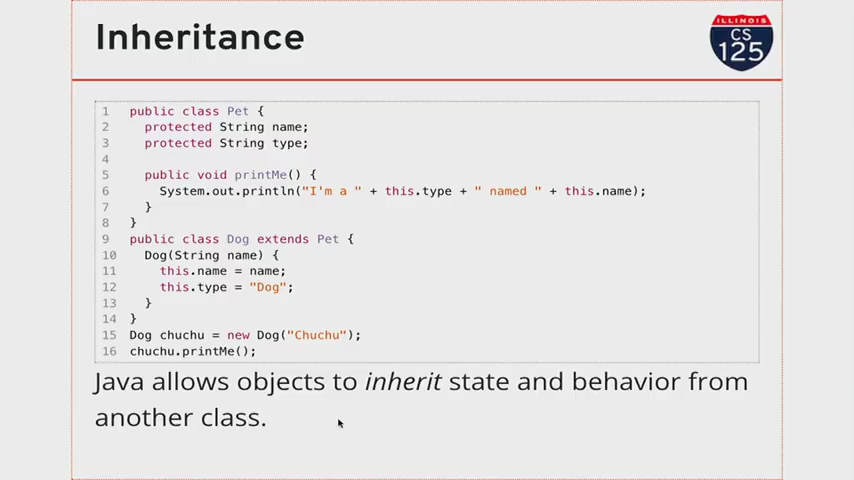 Inheritance
ILLINOIS
CS
125
1 public class Pet {
2   protected String name;
3   protected String type;
4
5   public void printMe() {
6     System.out.println("I'm a " + this.type + " named " + this.name);
7   }
8 }
9 public class Dog extends Pet {
10   Dog(String name) {
11     this.name = name;
12     this.type = "Dog";
13   }
14 }
15 Dog chuchu = new Dog("Chuchu");
16 chuchu.printMe();
Java allows objects to inherit state and behavior from
another class.